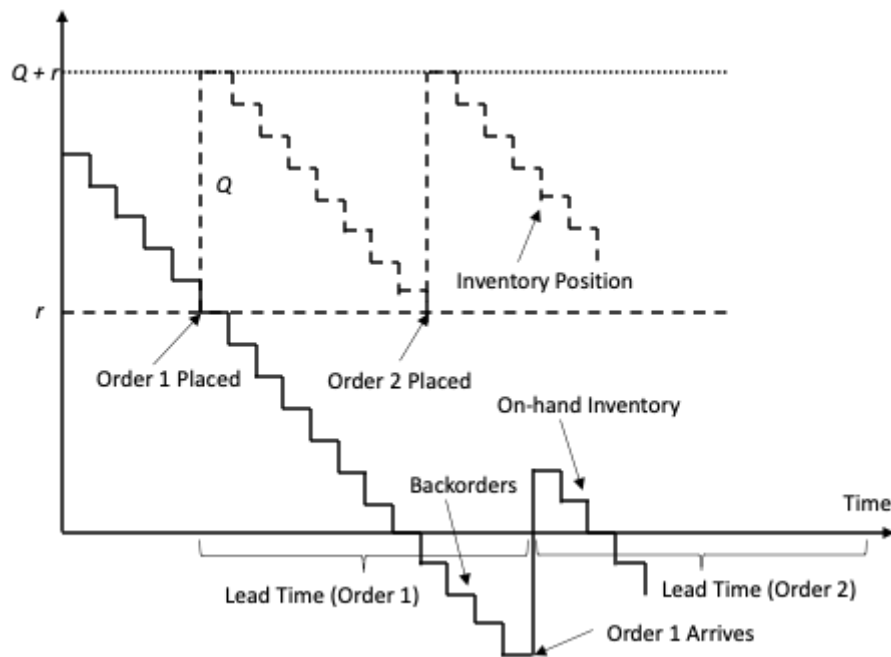 Q + r
Q
Inventory Position
r
Order 1 Placed
Order 2 Placed
On-hand Inventory
Backorders
Time
Lead Time (Order 1)
Lead Time (Order 2)
Order 1 Arrives